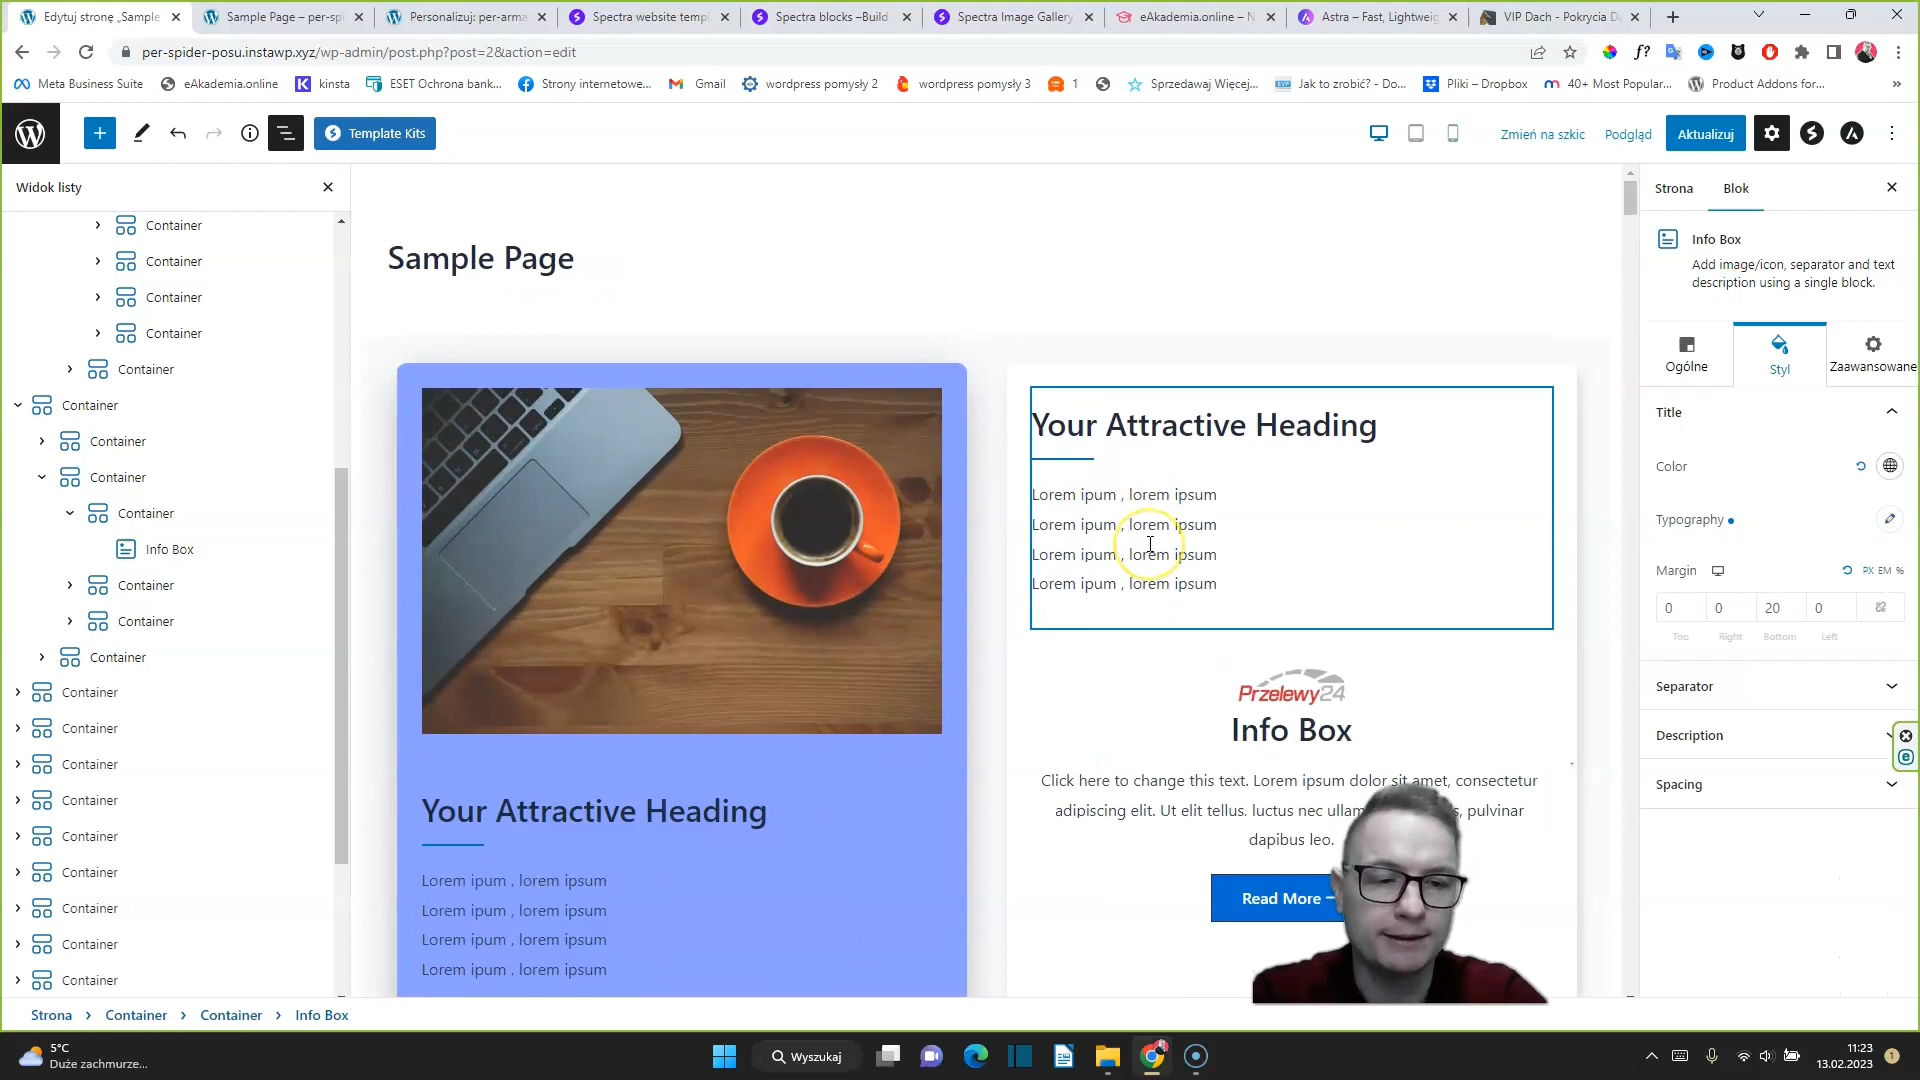 Edytuj stronę „Sample
Sample Page – per-spi
Personalizuj: per-arma
Spectra website templ
Spectra blocks –Build
Spectra Image Gallery
eAkademia.online – N
Astra – Fast, Lightweig
VIP Dach - Pokrycia D
per-spider-posu.instawp.xyz/wp-admin/post.php?post=2&action=edit
Meta Business Suite
eAkademia.online
kinsta
ESET Ochrona bank...
Strony internetowe...
Gmail
wordpress pomysły 2
wordpress pomysły 3
1
Sprzedawaj Więcej,...
Jak to zrobić? - Do...
Pliki – Dropbox
40+ Most Popular...
Product Addons for...
Template Kits
Zmień na szkic
Podgląd
Aktualizuj
Widok listy
Container
Container
Container
Container
Container
Container
Container
Container
Container
Info Box
Container
Container
Container
Container
Container
Container
Container
Container
Container
Container
Container
Container
Sample Page
Your Attractive Heading
Lorem ipum , lorem ipsum
Lorem ipum , lorem ipsum
Lorem ipum , lorem ipsum
Lorem ipum , lorem ipsum
Your Attractive Heading
Lorem ipum , lorem ipsum
Lorem ipum , lorem ipsum
Lorem ipum , lorem ipsum
Lorem ipum , lorem ipsum
Przelewy24
Info Box
Click here to change this text. Lorem ipsum dolor sit amet, consectetur
adipiscing elit. Ut elit tellus, luctus nec ullam pulvinar
dapibus leo.
Read More
Strona
Blok
Info Box
Add image/icon, separator and text
description using a single block.
Ogólne
Styl
Zaawansowane
Title
Color
Typography
Margin
PX EM %
0 0 20 0
Top Right Bottom Left
Separator
Description
Spacing
Strona
Container
Container
Info Box
5°C
Duże zachmurze...
Wyszukaj
11:23
13.02.2023
1